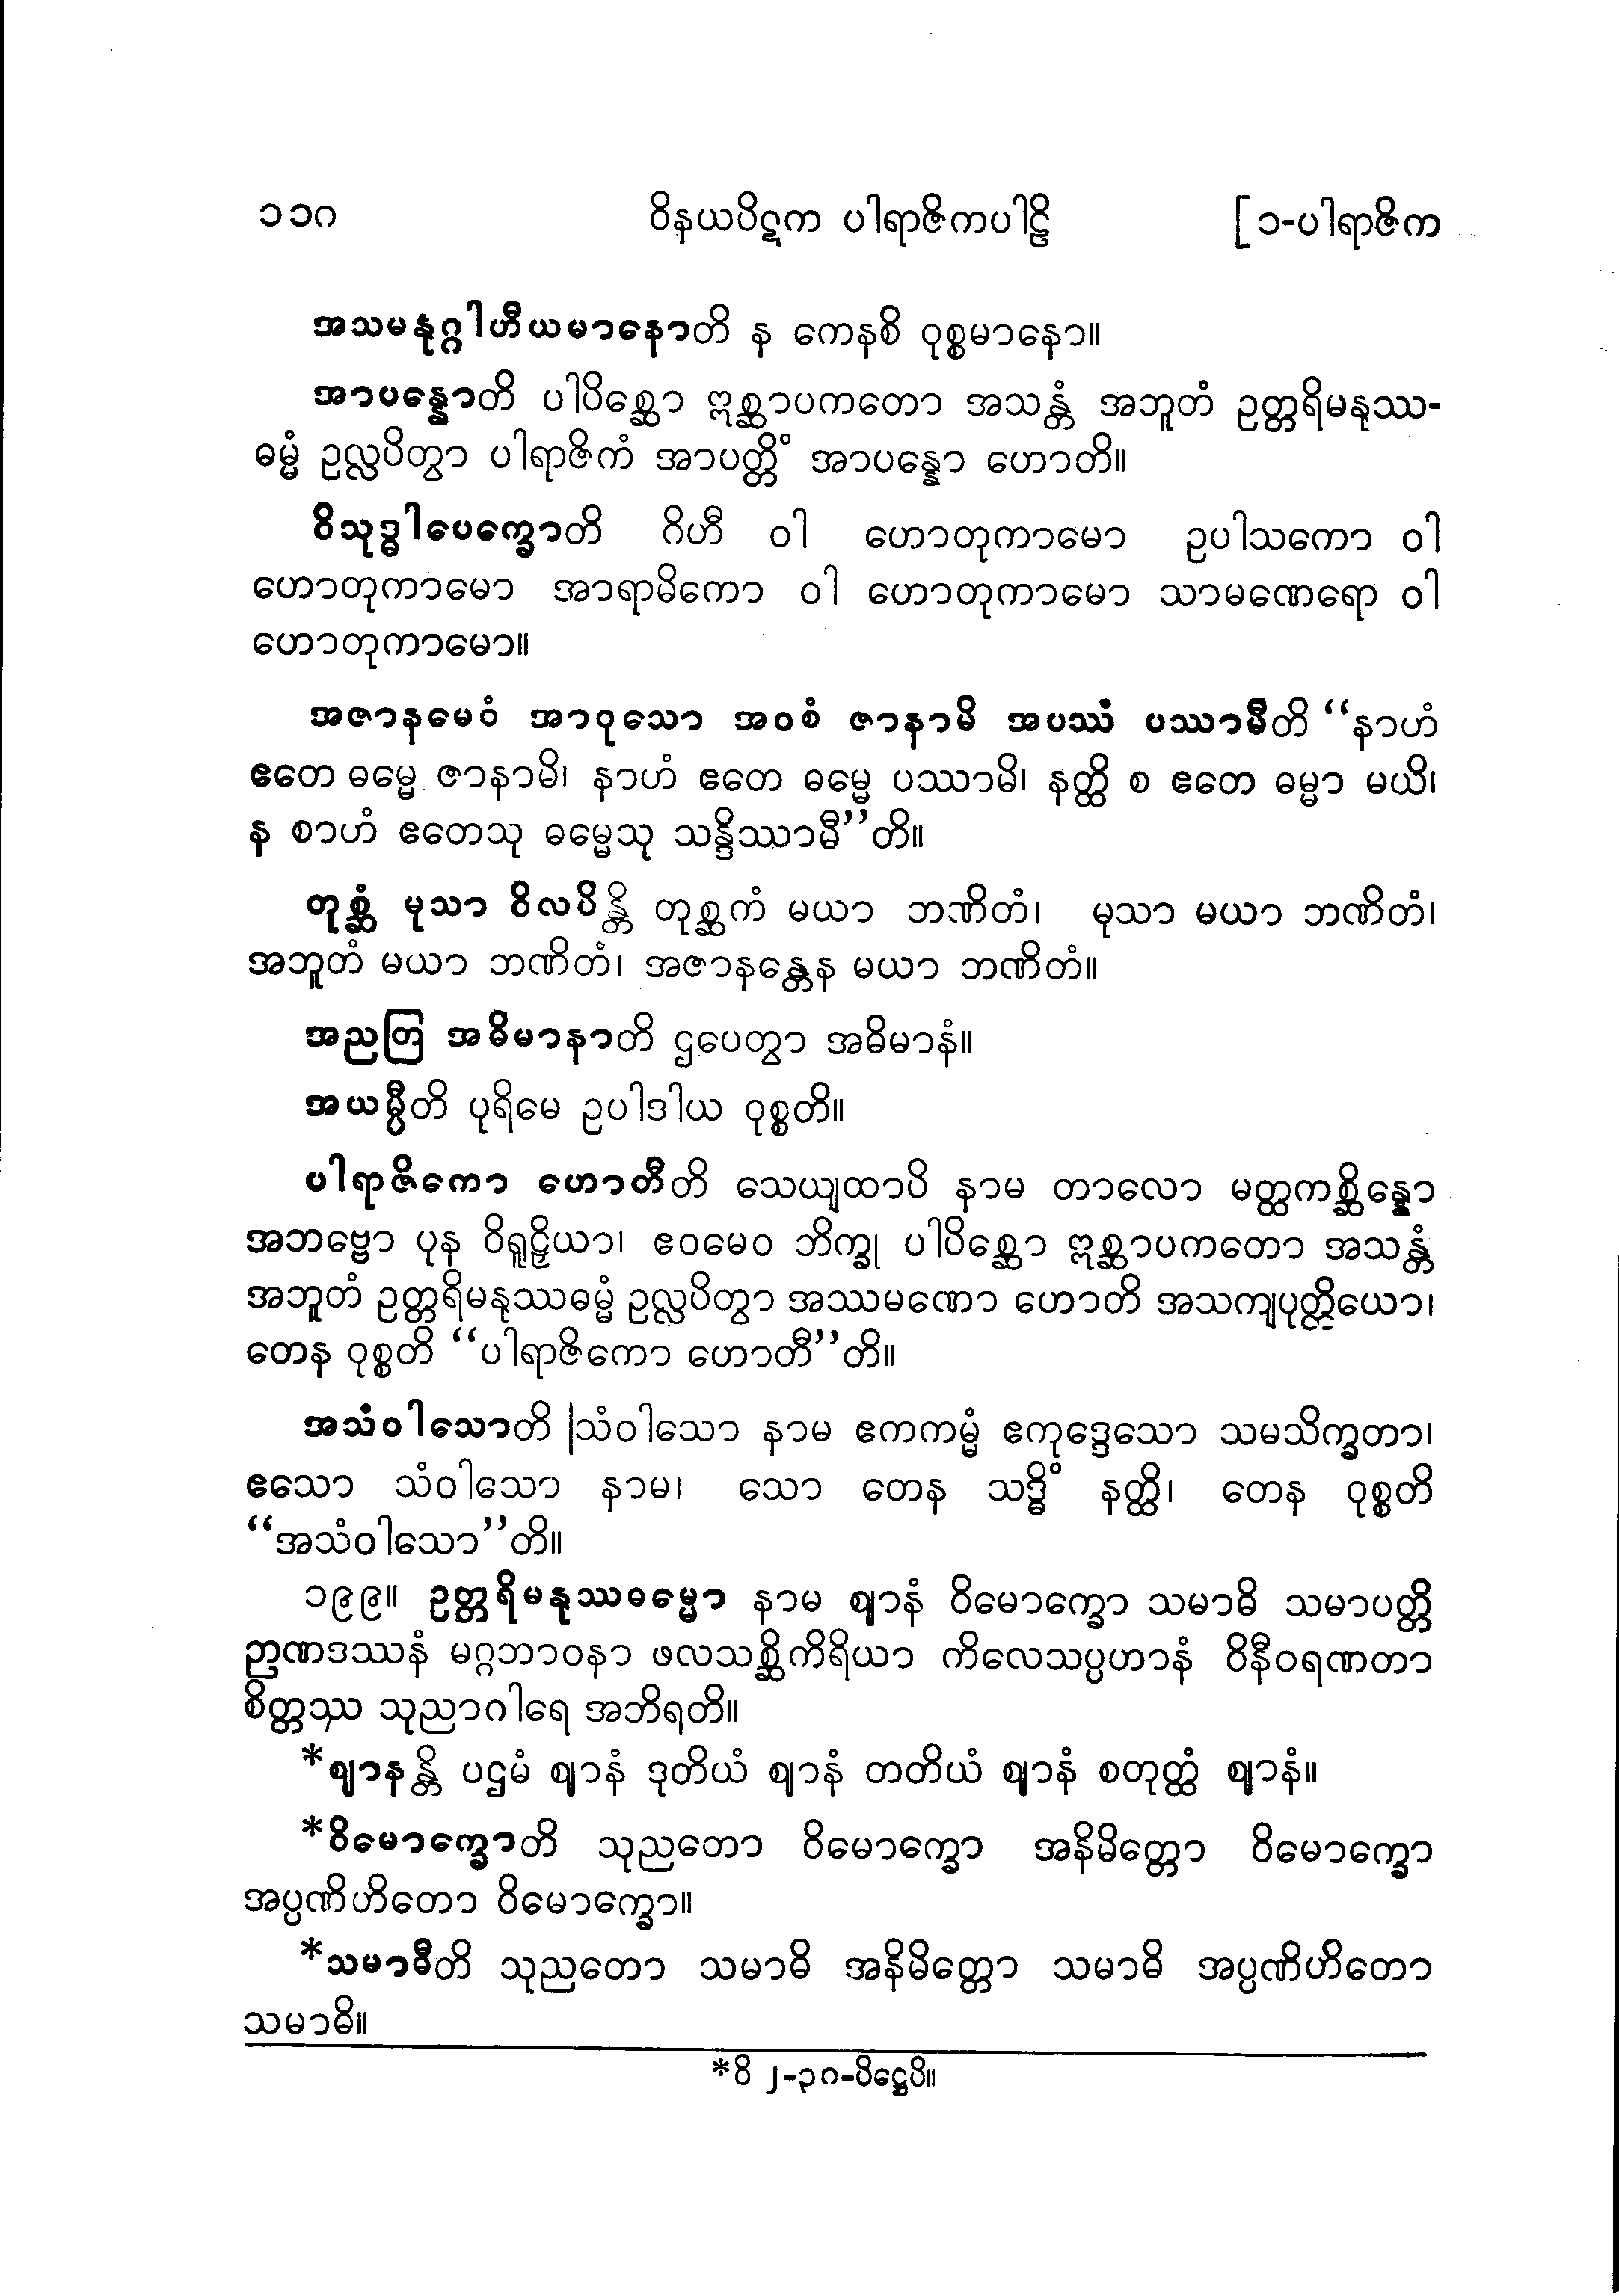 ၁၁၈ ဝိနယပိဋက ပါရာဇိကပါဠိ [ ၁-ပါရာဇိက
အသမနုဂ္ဂါဟီယမာနောတိ န ကေနစိ ဝုစ္စမာနော။
အာပန္နောတိ ပါပိစ္ဆော ဣစ္ဆာပကတော အသန္တံ အဘူတံ ဥတ္တရိမနုဿ-
ဓမ္မံ ဥလ္လပိတွာ ပါရာဇိကံ အာပတ္တိံ အာပန္နော ဟောတိ။
ဝိသုဒ္ဓါပေက္ခောတိ ဂိဟီ ဝါ ဟောတုကာမော ဥပါသကော ဝါ
ဟောတုကာမော အာရာမိကော ဝါ ဟောတုကာမော သာမဏေရော ဝါ
ဟောတုကာမော။
အဇာနမေဝံ အာဝုသော အဝစံ ဇာနာမိ အပဿံ ပဿာမီတိ “နာဟံ
ဧတေ ဓမ္မေ ဇာနာမိ၊ နာဟံ ဧတေ ဓမ္မေ ပဿာမိ၊ နတ္ထိ စ ဧတေ ဓမ္မာ မယိ၊
န စာဟံ ဧတေသု ဓမ္မေသု သန္ဒိဿာမီ”တိ။
တုစ္ဆံ မုသာ ဝိလပိန္တိ တုစ္ဆကံ မယာ ဘဏိတံ၊ မုသာ မယာ ဘဏိတံ၊
အဘူတံ မယာ ဘဏိတံ၊ အဇာနန္တေန မယာ ဘဏိတံ။
အညတြ အဓိမာနာတိ ဌပေတွာ အဓိမာနံ။
အယမ္ပီတိ ပုရိမေ ဥပါဒါယ ဝုစ္စတိ။
ပါရာဇိကော ဟောတီတိ သေယျထာပိ နာမ တာလော မတ္ထကစ္ဆိန္နော
အဘဗ္ဗော ပုန ဝိရူဠှိယာ၊ ဧဝမေဝ ဘိက္ခု ပါပိစ္ဆော ဣစ္ဆာပကတော အသန္တံ
အဘူတံ ဥတ္တရိမနုဿဓမ္မံ ဥလ္လပိတွာ အဿမဏော ဟောတိ အသကျပုတ္တိယော၊
တေန ဝုစ္စတိ “ပါရာဇိကော ဟောတီ”တိ။
အသံဝါသောတိ သံဝါသော နာမ ဧကကမ္မံ ဧကုဒ္ဒေသော သမသိက္ခတာ၊
ဧသော သံဝါသော နာမ၊ သော တေန သဒ္ဓိံ နတ္ထိ၊ တေန ဝုစ္စတိ
“အသံဝါသော”တိ။
၁၉၉။ ဥတ္တရိမနုဿဓမ္မော နာမ ဈာနံ ဝိမောက္ခော သမာဓိ သမာပတ္တိ
ဉာဏဒဿနံ မဂ္ဂဘာဝနာ ဖလသစ္ဆိကိရိယာ ကိလေသပ္ပဟာနံ ဝိနီဝရဏတာ
စိတ္တဿ သုညာဂါရေ အဘိရတိ။
*ဈာနန္တိ ပဌမံ ဈာနံ ဒုတိယံ ဈာနံ တတိယံ ဈာနံ စတုတ္ထံ ဈာနံ။
*ဝိမောက္ခောတိ သုညတော ဝိမောက္ခော အနိမိတ္တော ဝိမောက္ခော
အပ္ပဏိဟိတော ဝိမောက္ခော။
*သမာဓီတိ သုညတော သမာဓိ အနိမိတ္တော သမာဓိ အပ္ပဏိဟိတော
သမာဓိ။
*ဝိ ၂-၃၈-ပိဋ္ဌေပိ။